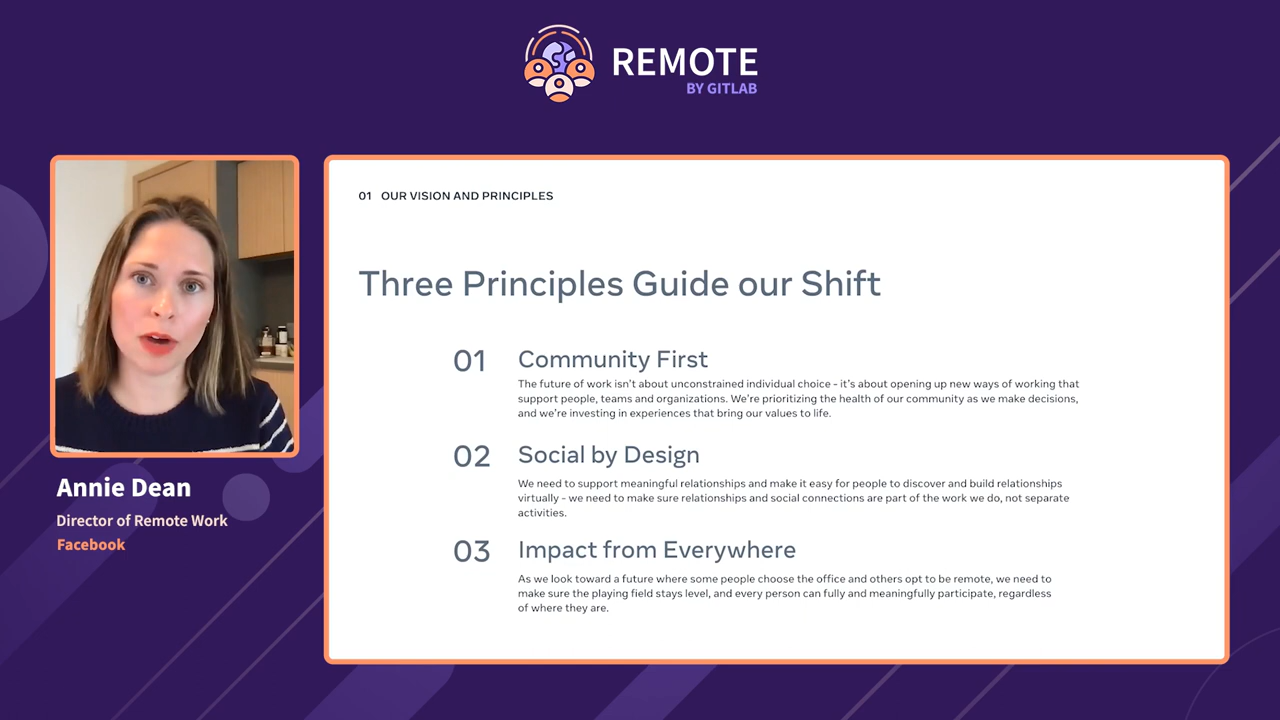 REMOTE
BY GITLAB
Annie Dean
Director of Remote Work
Facebook
01 OUR VISION AND PRINCIPLES
Three Principles Guide our Shift
01 Community First
The future of work isn’t about unconstrained individual choice - it’s about opening up new ways of working that
support people, teams and organizations. We’re prioritizing the health of our community as we make decisions,
and we’re investing in experiences that bring our values to life.
02 Social by Design
We need to support meaningful relationships and make it easy for people to discover and build relationships
virtually - we need to make sure relationships and social connections are part of the work we do, not separate
activities.
03 Impact from Everywhere
As we look toward a future where some people choose the office and others opt to be remote, we need to
make sure the playing field stays level, and every person can fully and meaningfully participate, regardless
of where they are.